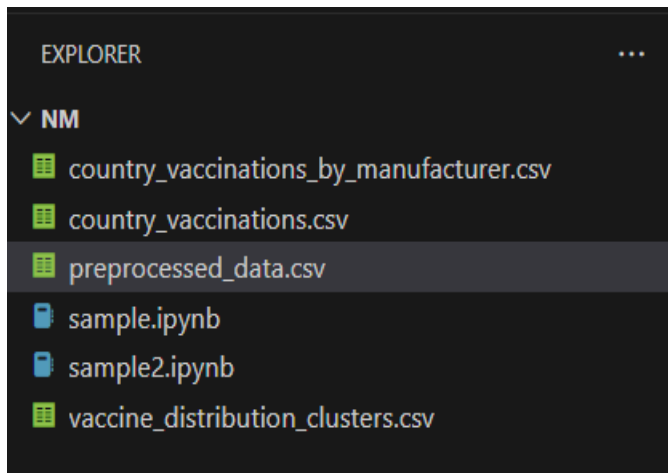 EXPLORER
NM
country_vaccinations_by_manufacturer.csv
country_vaccinations.csv
preprocessed_data.csv
sample.ipynb
sample2.ipynb
vaccine_distribution_clusters.csv